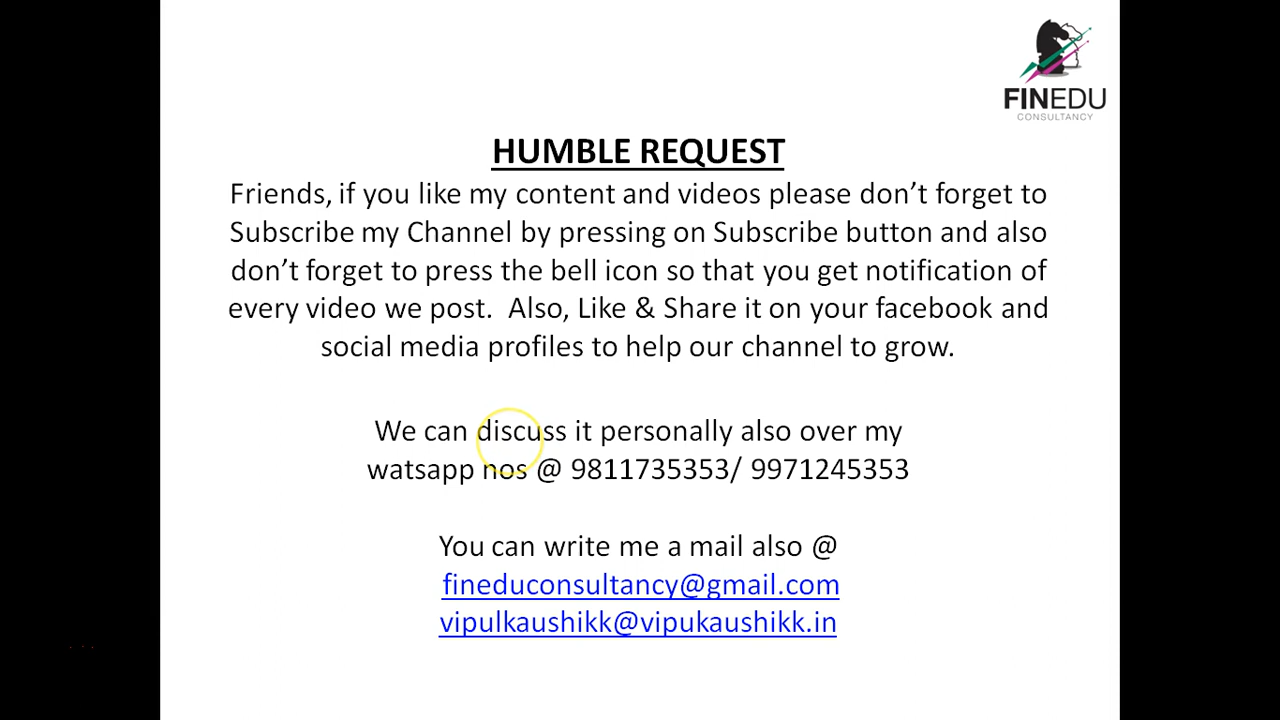 FINEDU
CONSULTANCY
HUMBLE REQUEST
Friends, if you like my content and videos please don’t forget to
Subscribe my Channel by pressing on Subscribe button and also
don’t forget to press the bell icon so that you get notification of
every video we post.  Also, Like & Share it on your facebook and
social media profiles to help our channel to grow.
We can discuss it personally also over my
watsapp nos @ 9811735353/ 9971245353
You can write me a mail also @
fineduconsultancy@gmail.com
vipulkaushikk@vipukaushikk.in